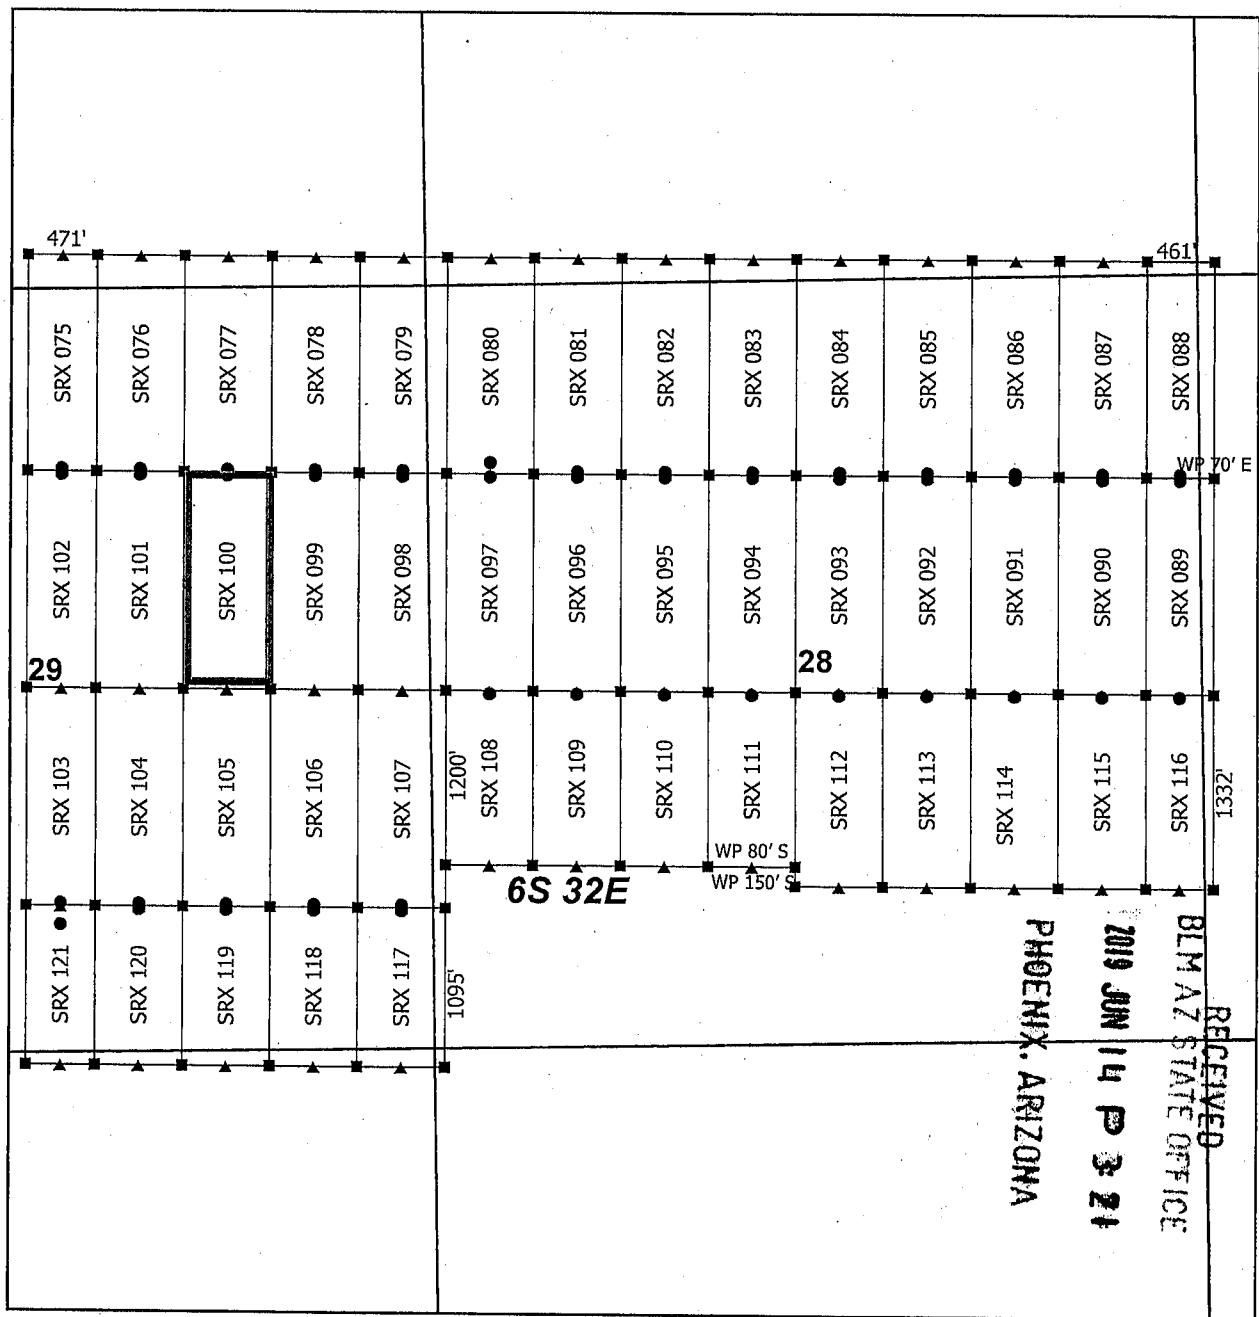 471'
461'
SRX 075
SRX 076
SRX 077
SRX 078
SRX 079
SRX 080
SRX 081
SRX 082
SRX 083
SRX 084
SRX 085
SRX 086
SRX 087
SRX 088
WP 70' E
SRX 102
SRX 101
SRX 100
SRX 099
SRX 098
SRX 097
SRX 096
SRX 095
SRX 094
SRX 093
SRX 092
SRX 091
SRX 090
SRX 089
29
28
SRX 103
SRX 104
SRX 105
SRX 106
SRX 107
1200'
SRX 108
SRX 109
SRX 110
SRX 111
SRX 112
SRX 113
SRX 114
SRX 115
SRX 116
1332'
WP 80' S
WP 150' S
6S 32E
SRX 121
SRX 120
SRX 119
SRX 118
SRX 117
1095'
RECEIVED
BLM AZ STATE OFFICE
2019 JUN 14 P 3 21
PHOENIX, ARIZONA